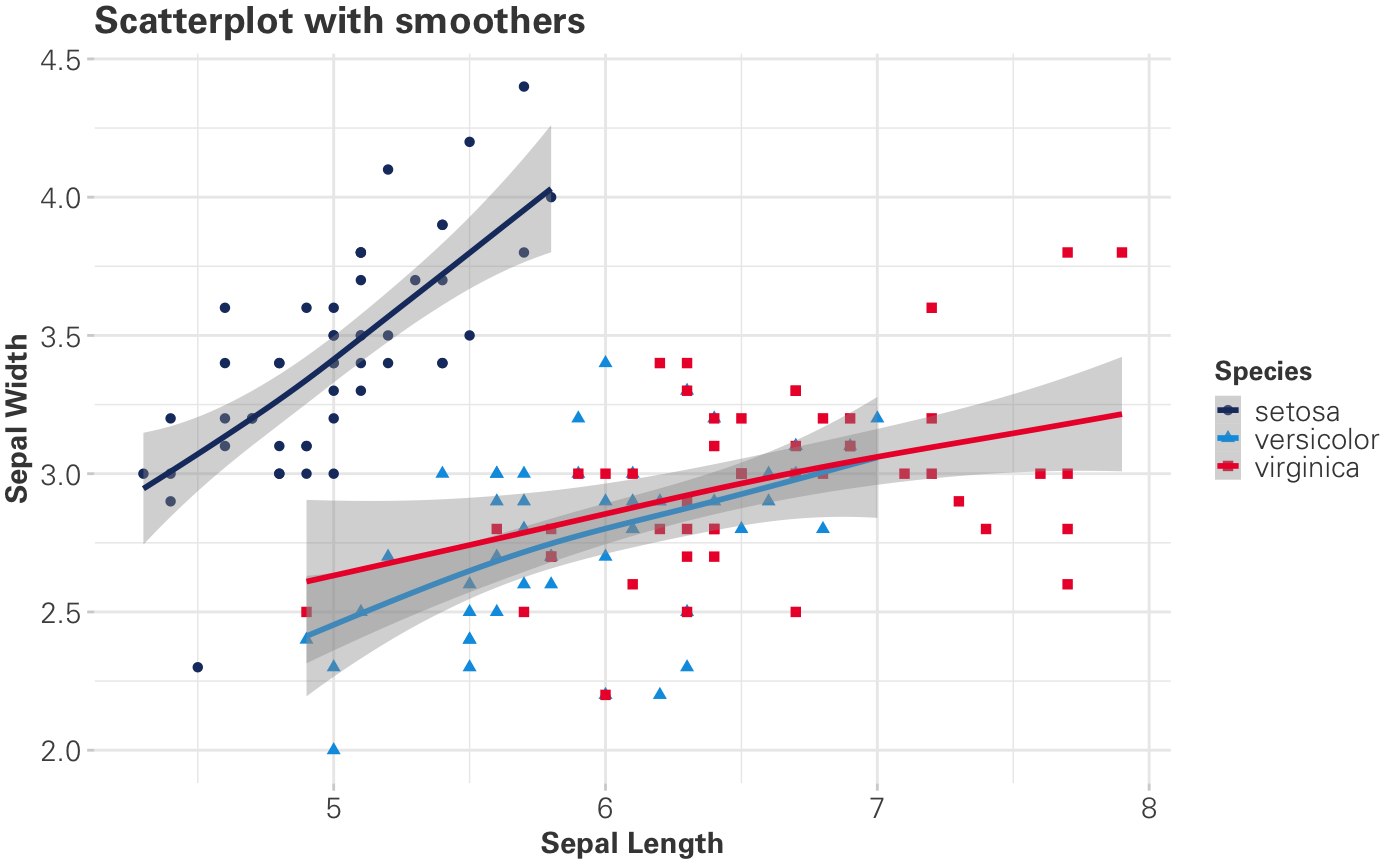 Scatterplot with smoothers
4.5
4.0
3.5
3.0
2.5
2.0
Sepal Width
5 6 7 8
Sepal Length
Species
setosa
versicolor
virginica